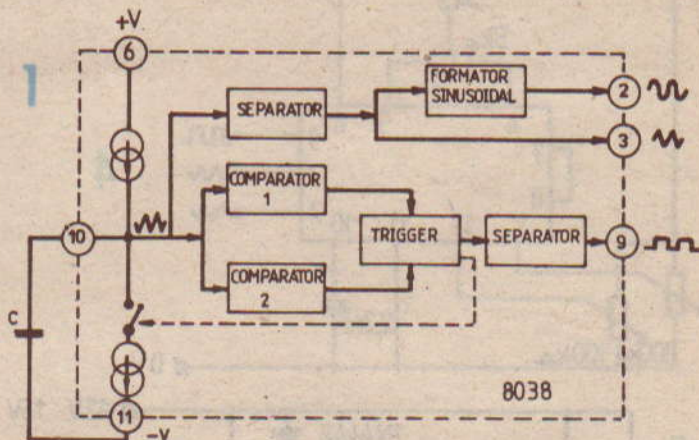 1
+V
6
FORMATOR
SINUSOIDAL
2
SEPARATOR
3
COMPARATOR
1
10
TRIGGER
SEPARATOR
9
C
COMPARATOR
2
8038
11
-V